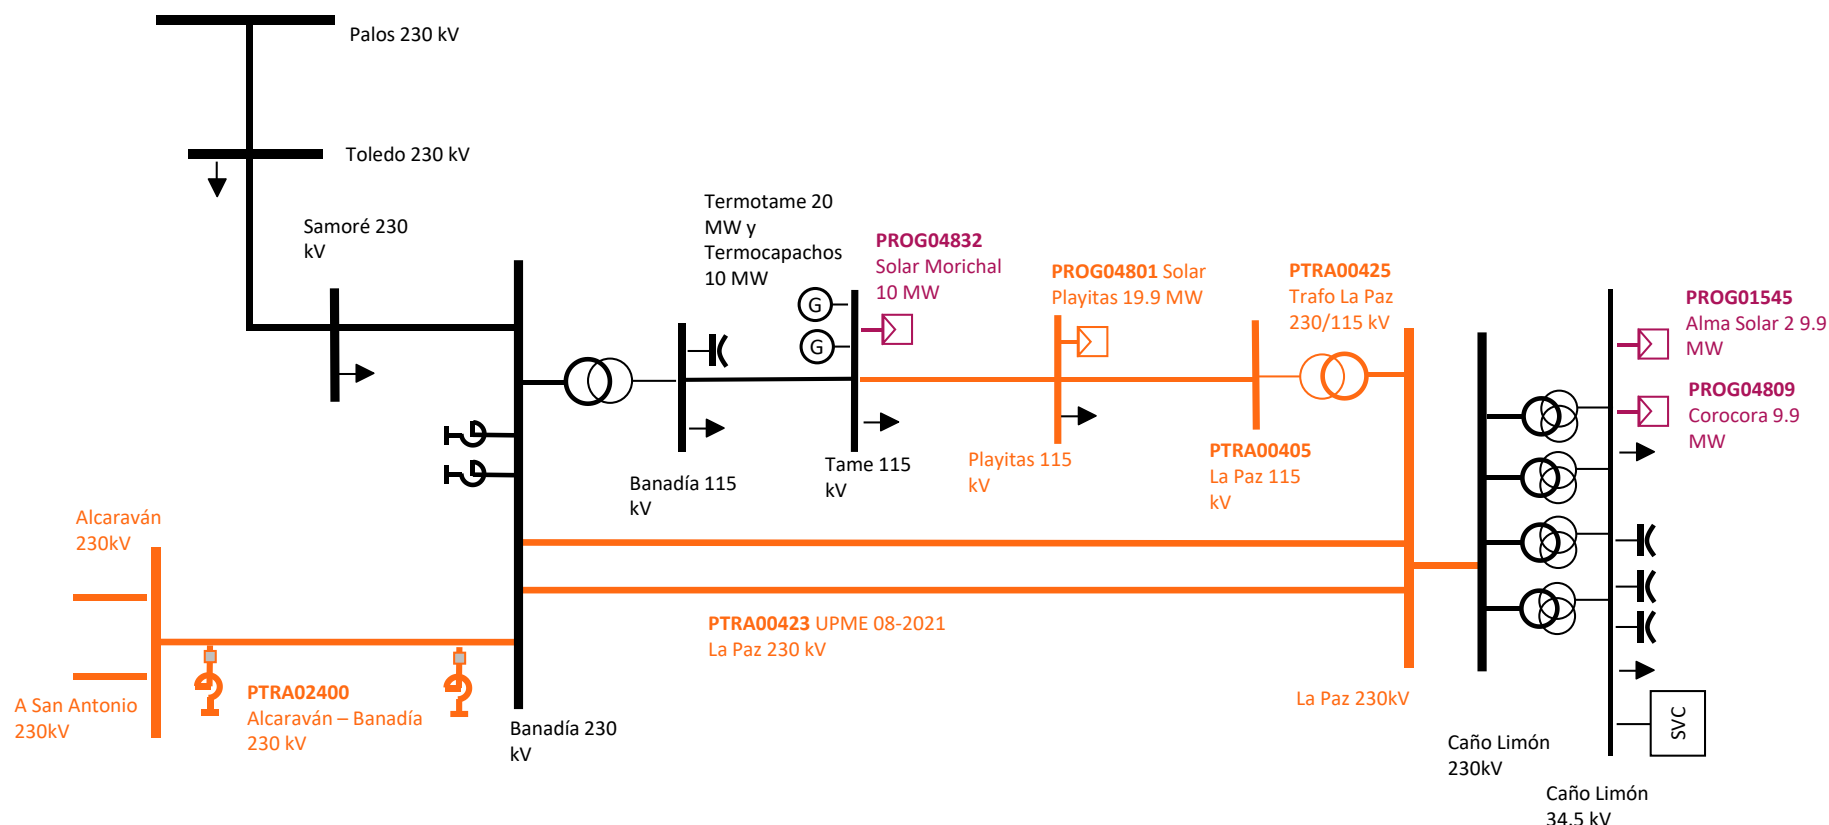 Palos 230 kV
Toledo 230 kV
Samoré 230
kV
Termotame 20
MW y
Termocapachos
10 MW
G
G
PROG04832
Solar Morichal
10 MW
PROG04801 Solar
Playitas 19.9 MW
PTRA00425
Trafo La Paz
230/115 kV
PROG01545
Alma Solar 2 9.9
MW
PROG04809
Corocora 9.9
MW
Banadía 115
kV
Tame 115
kV
Playitas 115
kV
PTRA00405
La Paz 115
kV
Alcaraván
230kV
A San Antonio
230kV
PTRA02400
Alcaraván – Banadía
230 kV
Banadía 230
kV
PTRA00423 UPME 08-2021
La Paz 230 kV
La Paz 230kV
Caño Limón
230kV
SVC
Caño Limón
34.5 kV